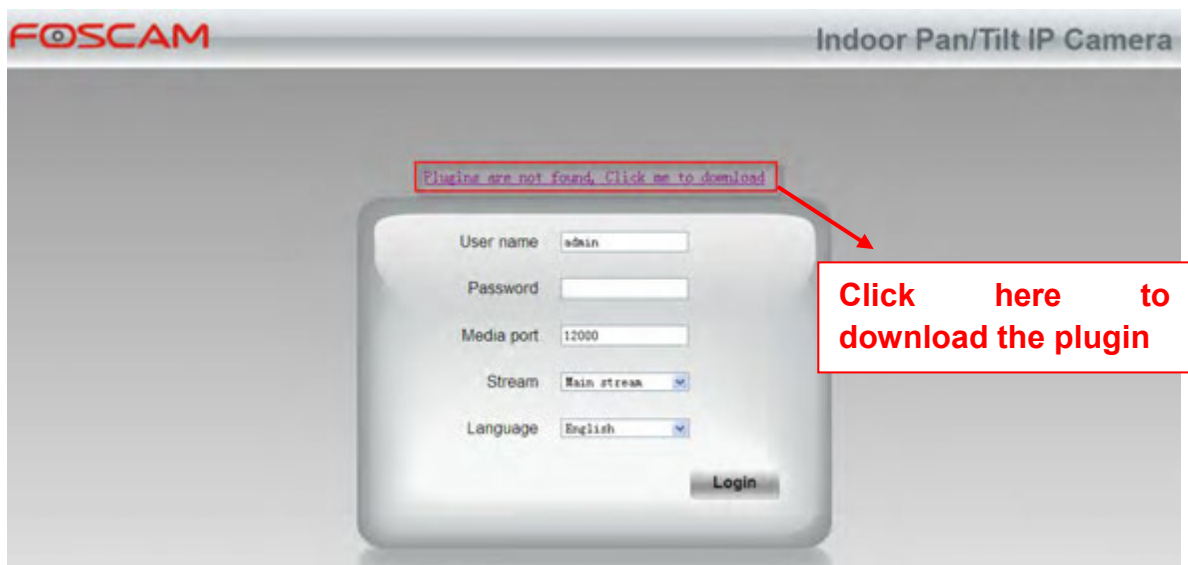 FOSCAM
Indoor Pan/Tilt IP Camera
Plugins are not found, Click me to download
User name admin
Password
Media port 12000
Stream Main stream
Language English
Login
Click here to
download the plugin